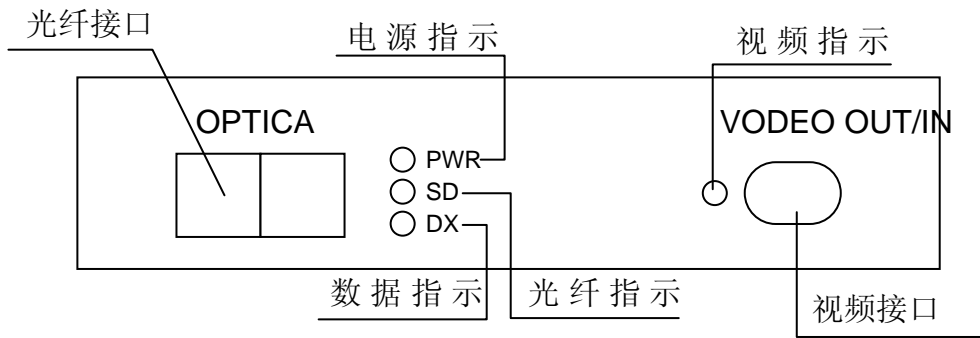 光纤接口
电源指示
视频指示
OPTICA
VODEO OUT/IN
PWR
SD
DX
数据指示
光纤指示
视频接口